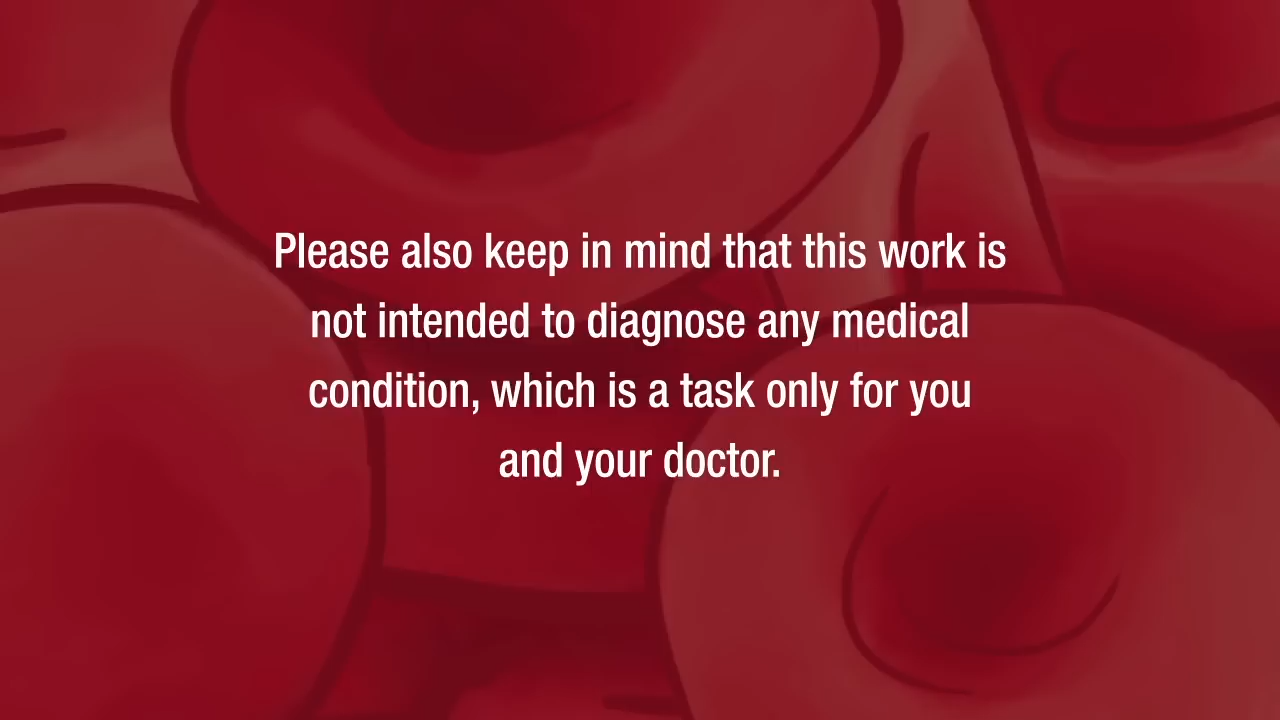 Please also keep in mind that this work is
not intended to diagnose any medical
condition, which is a task only for you
and your doctor.